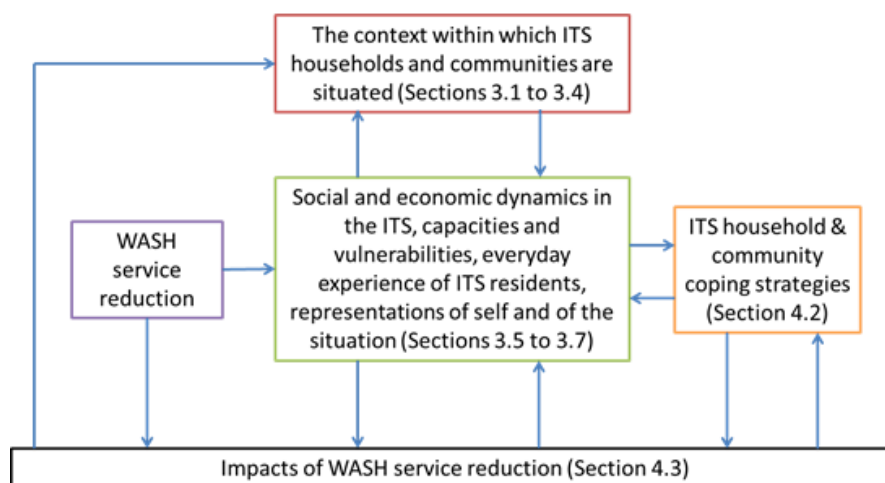 The context within which ITS
households and communities are
situated (Sections 3.1 to 3.4)
Social and economic dynamics in
the ITS, capacities and
vulnerabilities, everyday
experience of ITS residents,
representations of self and of the
situation (Sections 3.5 to 3.7)
WASH
service
reduction
ITS household &
community
coping strategies
(Section 4.2)
Impacts of WASH service reduction (Section 4.3)